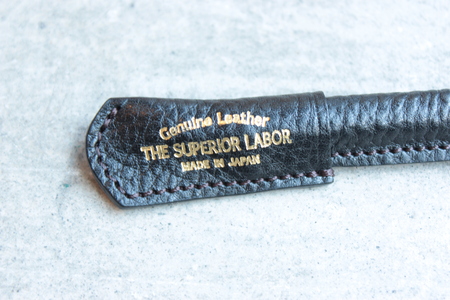 Genuine Leather
THE SUPERIOR LABOR
MADE IN JAPAN